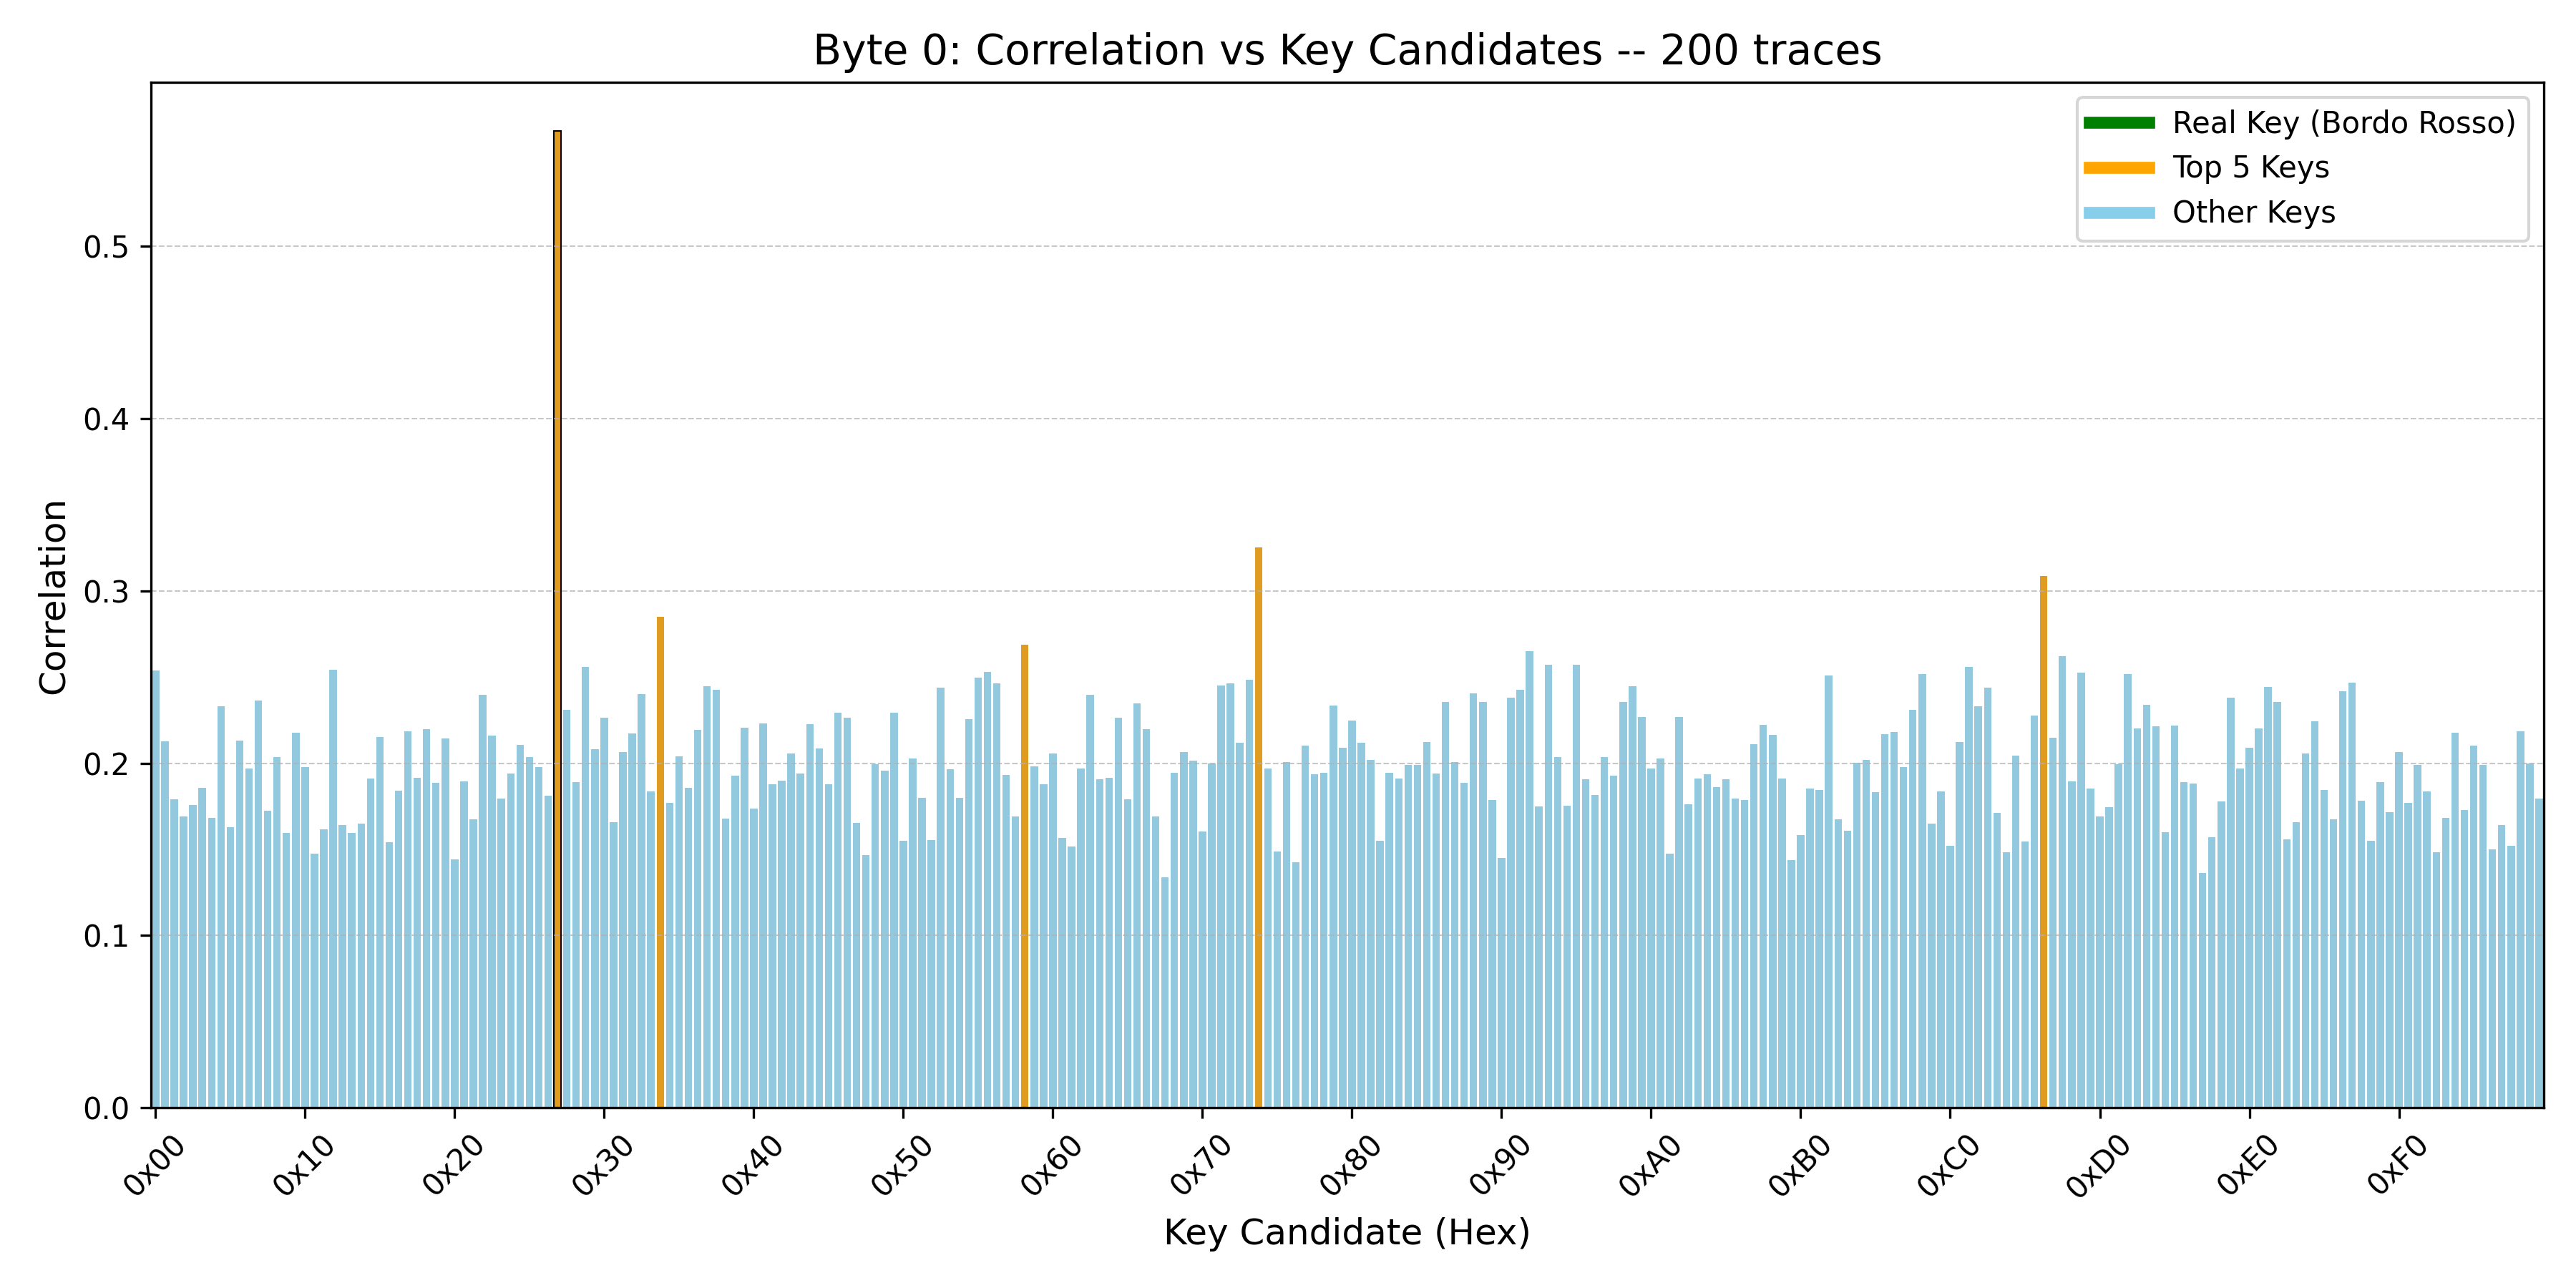 Byte 0: Correlation vs Key Candidates -- 200 traces
Real Key (Bordo Rosso)
Top 5 Keys
Other Keys
Correlation
0.5
0.4
0.3
0.2
0.1
0.0
0x00 0x10 0x20 0x30 0x40 0x50 0x60 0x70 0x80 0x90 0xA0 0xB0 0xC0 0xD0 0xE0 0xF0
Key Candidate (Hex)